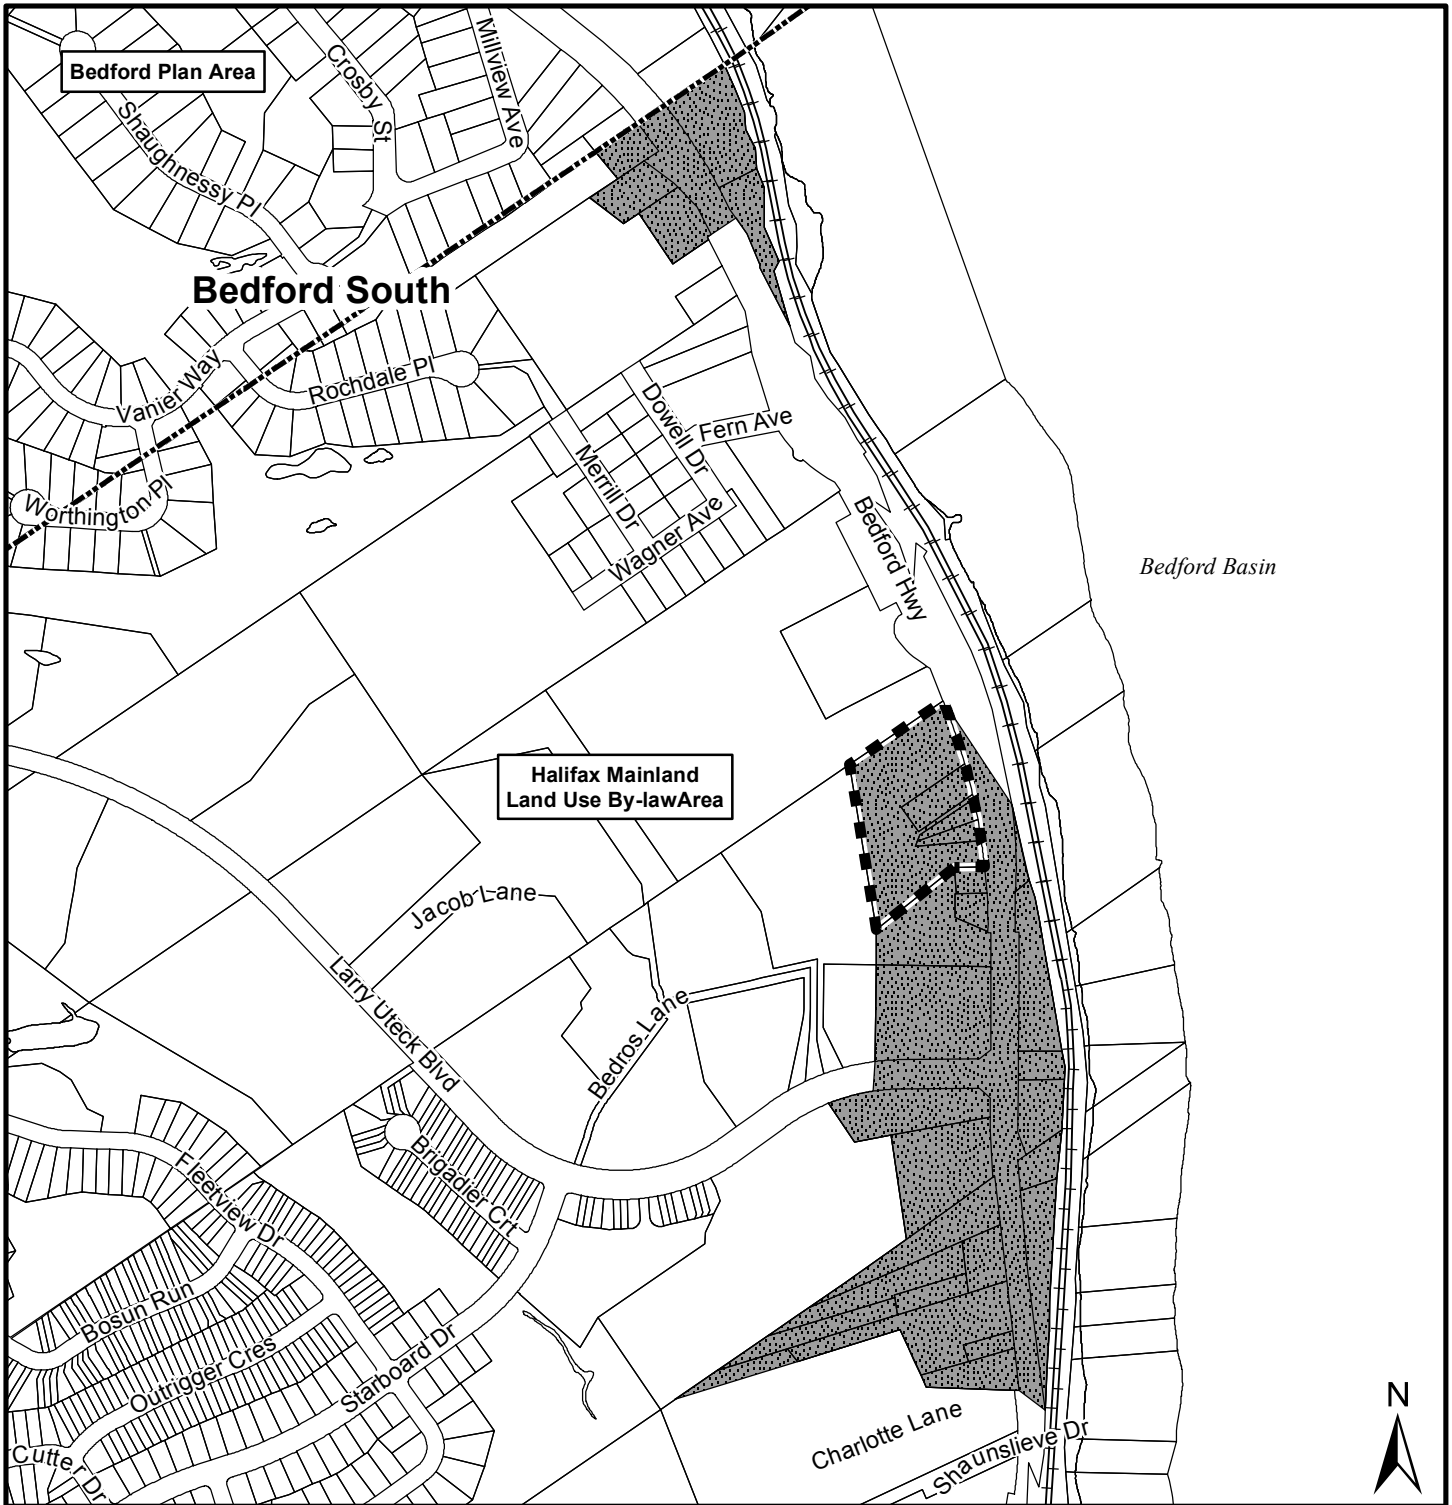 Bedford Plan Area
Crosby St
Millview Ave
Shaughnessy Pl
Bedford South
Vanier Way
Rochdale Pl
Dowell Dr
Fern Ave
Merrill Dr
Worthington Pl
Wagner Ave
Bedford Hwy
Bedford Basin
Halifax Mainland
Land Use By-lawArea
Jacob Lane
Larry Uteck Blvd
Bedros Lane
Brigadier Crt
Fleetview Dr
Bosun Run
Outrigger Cres
Starboard Dr
Cutter Dr
Charlotte Lane
Shaunslieve Dr
N